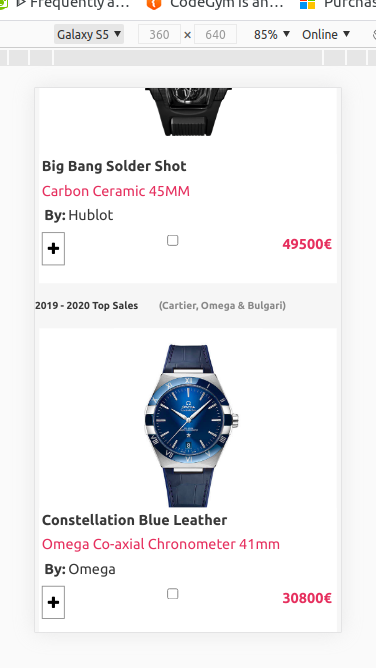 Frequently a...
CodeGym is an...
Purchas
Galaxy S5 ▼ 360 × 640 85% ▼ Online ▼
Big Bang Solder Shot
Carbon Ceramic 45MM
By: Hublot
+ 49500€
2019 - 2020 Top Sales (Cartier, Omega & Bulgari)
Constellation Blue Leather
Omega Co-axial Chronometer 41mm
By: Omega
+ 30800€